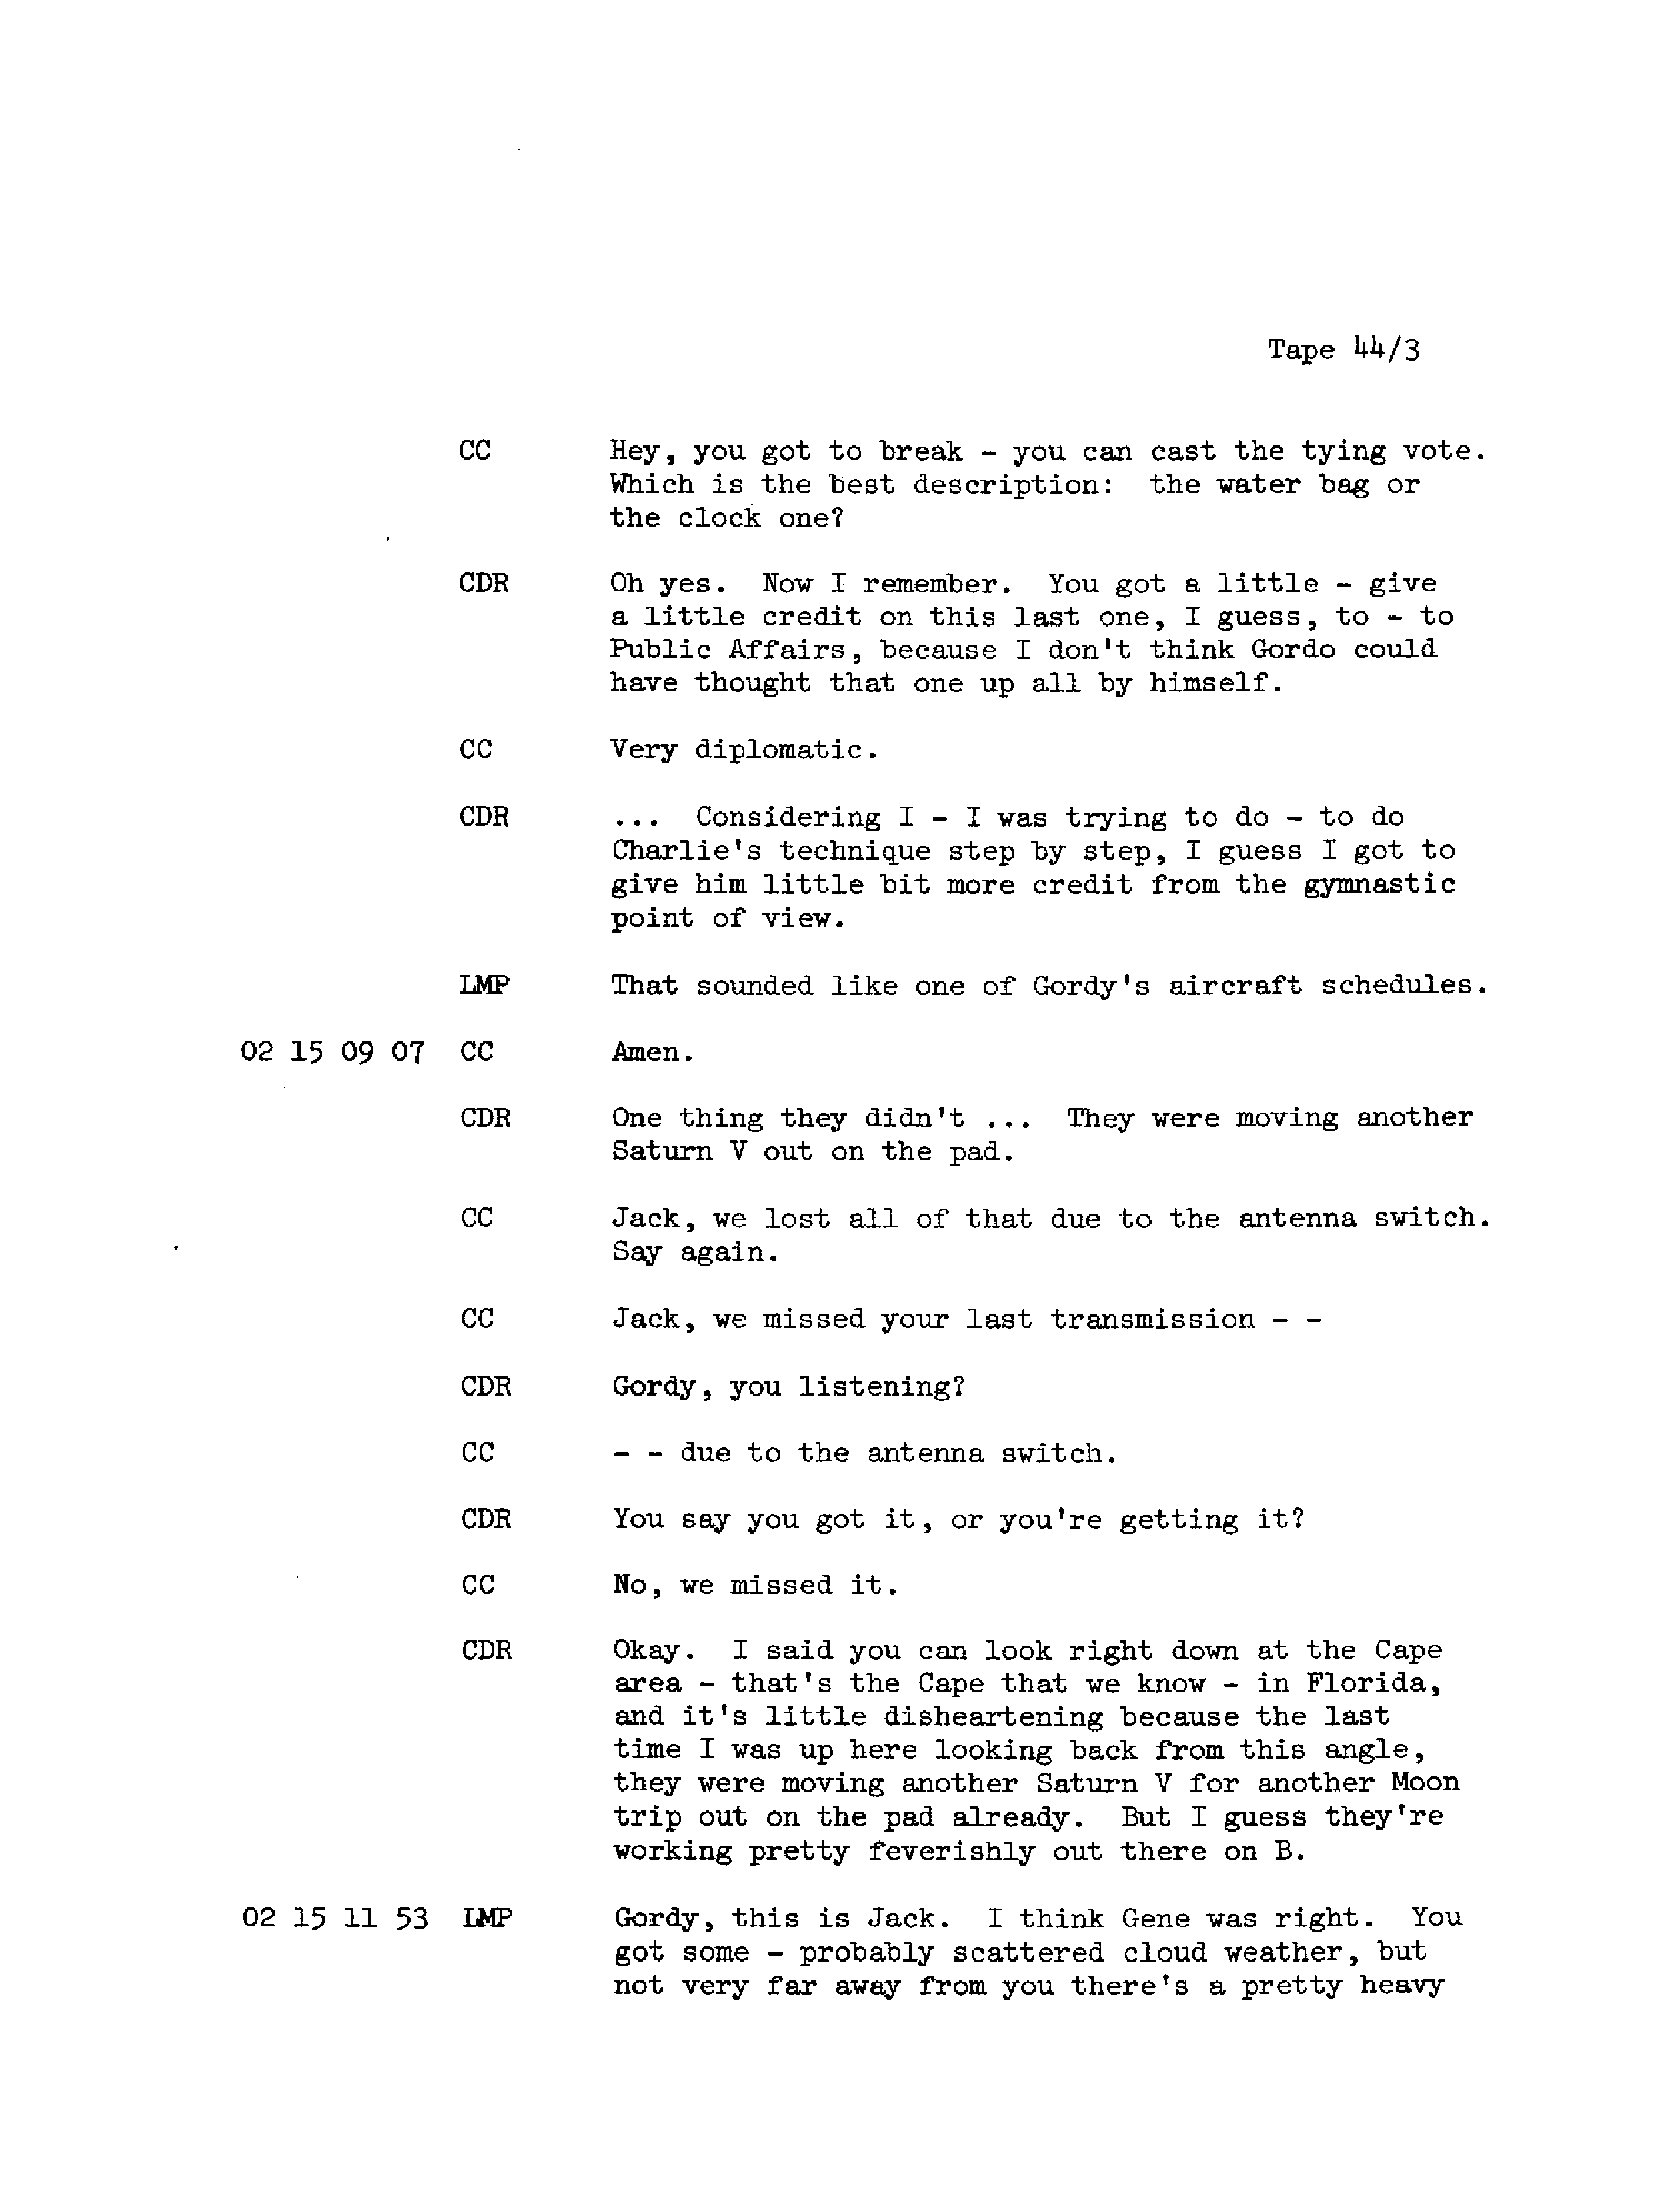 Tape 44/3
CC Hey, you got to break - you can cast the tying vote.
Which is the best description: the water bag or
the clock one?
CDR Oh yes. Now I remember. You got a little - give
a little credit on this last one, I guess, to - to
Public Affairs, because I don't think Gordo could
have thought that one up all by himself.
CC Very diplomatic.
CDR ... Considering I - I was trying to do - to do
Charlie's technique step by step, I guess I got to
give him little bit more credit from the gymnastic
point of view.
LMP That sounded like one of Gordy's aircraft schedules.
02 15 09 07 CC Amen.
CDR One thing they didn't ... They were moving another
Saturn V out on the pad.
CC Jack, we lost all of that due to the antenna switch.
Say again.
CC Jack, we missed your last transmission - -
CDR Gordy, you listening?
CC - - due to the antenna switch.
CDR You say you got it, or you're getting it?
CC No, we missed it.
CDR Okay. I said you can look right down at the Cape
area - that's the Cape that we know - in Florida,
and it's little disheartening because the last
time I was up here looking back from this angle,
they were moving another Saturn V for another Moon
trip out on the pad already. But I guess they're
working pretty feverishly out there on B.
02 15 11 53 LMP Gordy, this is Jack. I think Gene was right. You
got some - probably scattered cloud weather, but
not very far away from you there's a pretty heavy